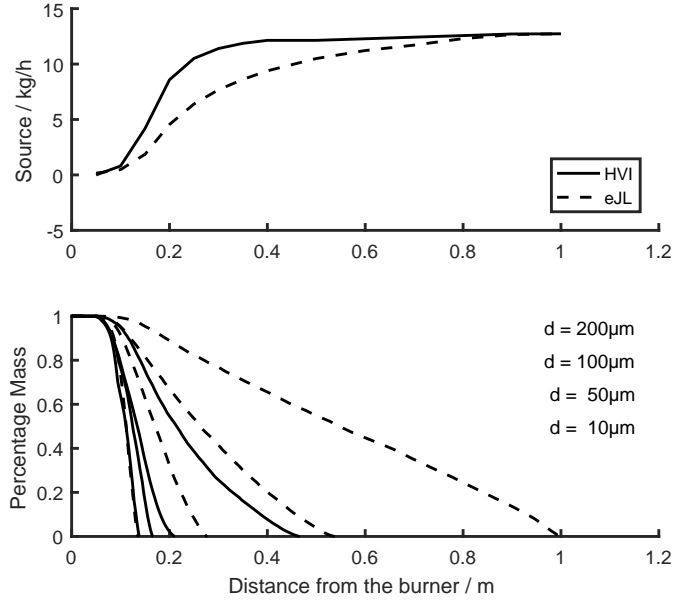 15
10
5
0
-5
Source / kg/h
0 0.2 0.4 0.6 0.8 1 1.2
HVI
eJL
1
0.8
0.6
0.4
0.2
0
Percentage Mass
d = 200µm
d = 100µm
d = 50µm
d = 10µm
0 0.2 0.4 0.6 0.8 1 1.2
Distance from the burner / m